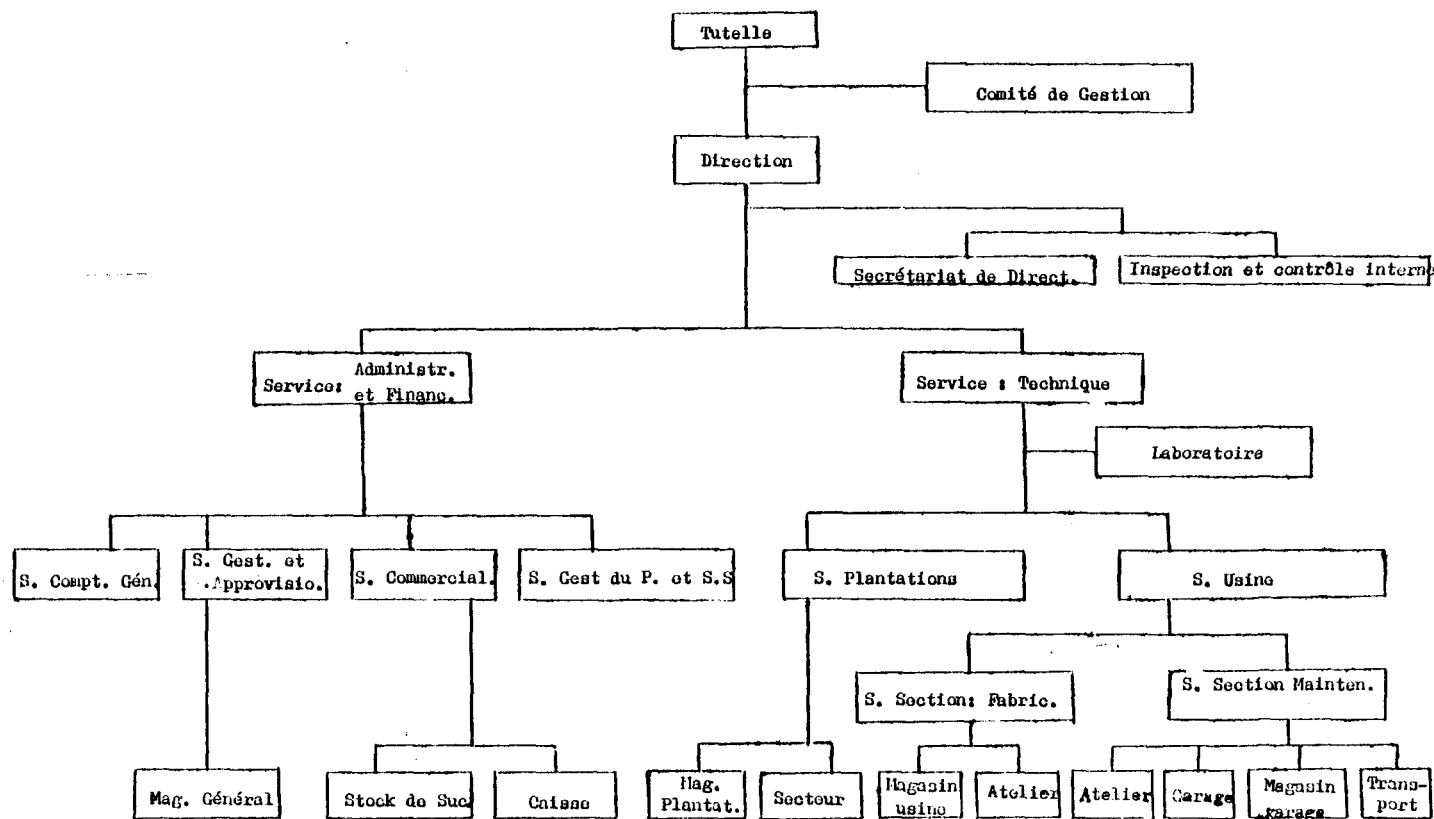 Tutelle
Comité de Gestion
Direction
Secrétariat de Direct.
Inspection et contrôle interne
Service: Administr.
et Financ.
Service : Technique
Laboratoire
S. Compt. Gén.
S. Gest. et
.Approvisio.
S. Commercial.
S. Gest du P. et S.S
S. Plantations
S. Usine
S. Section: Fabric.
S. Section Mainten.
Mag. Général
Stock de Suc.
Caisse
Mag.
Plantat.
Secteur
Magasin
usine
Atelier
Atelier
Garage
Magasin
.garage
Trans-
port